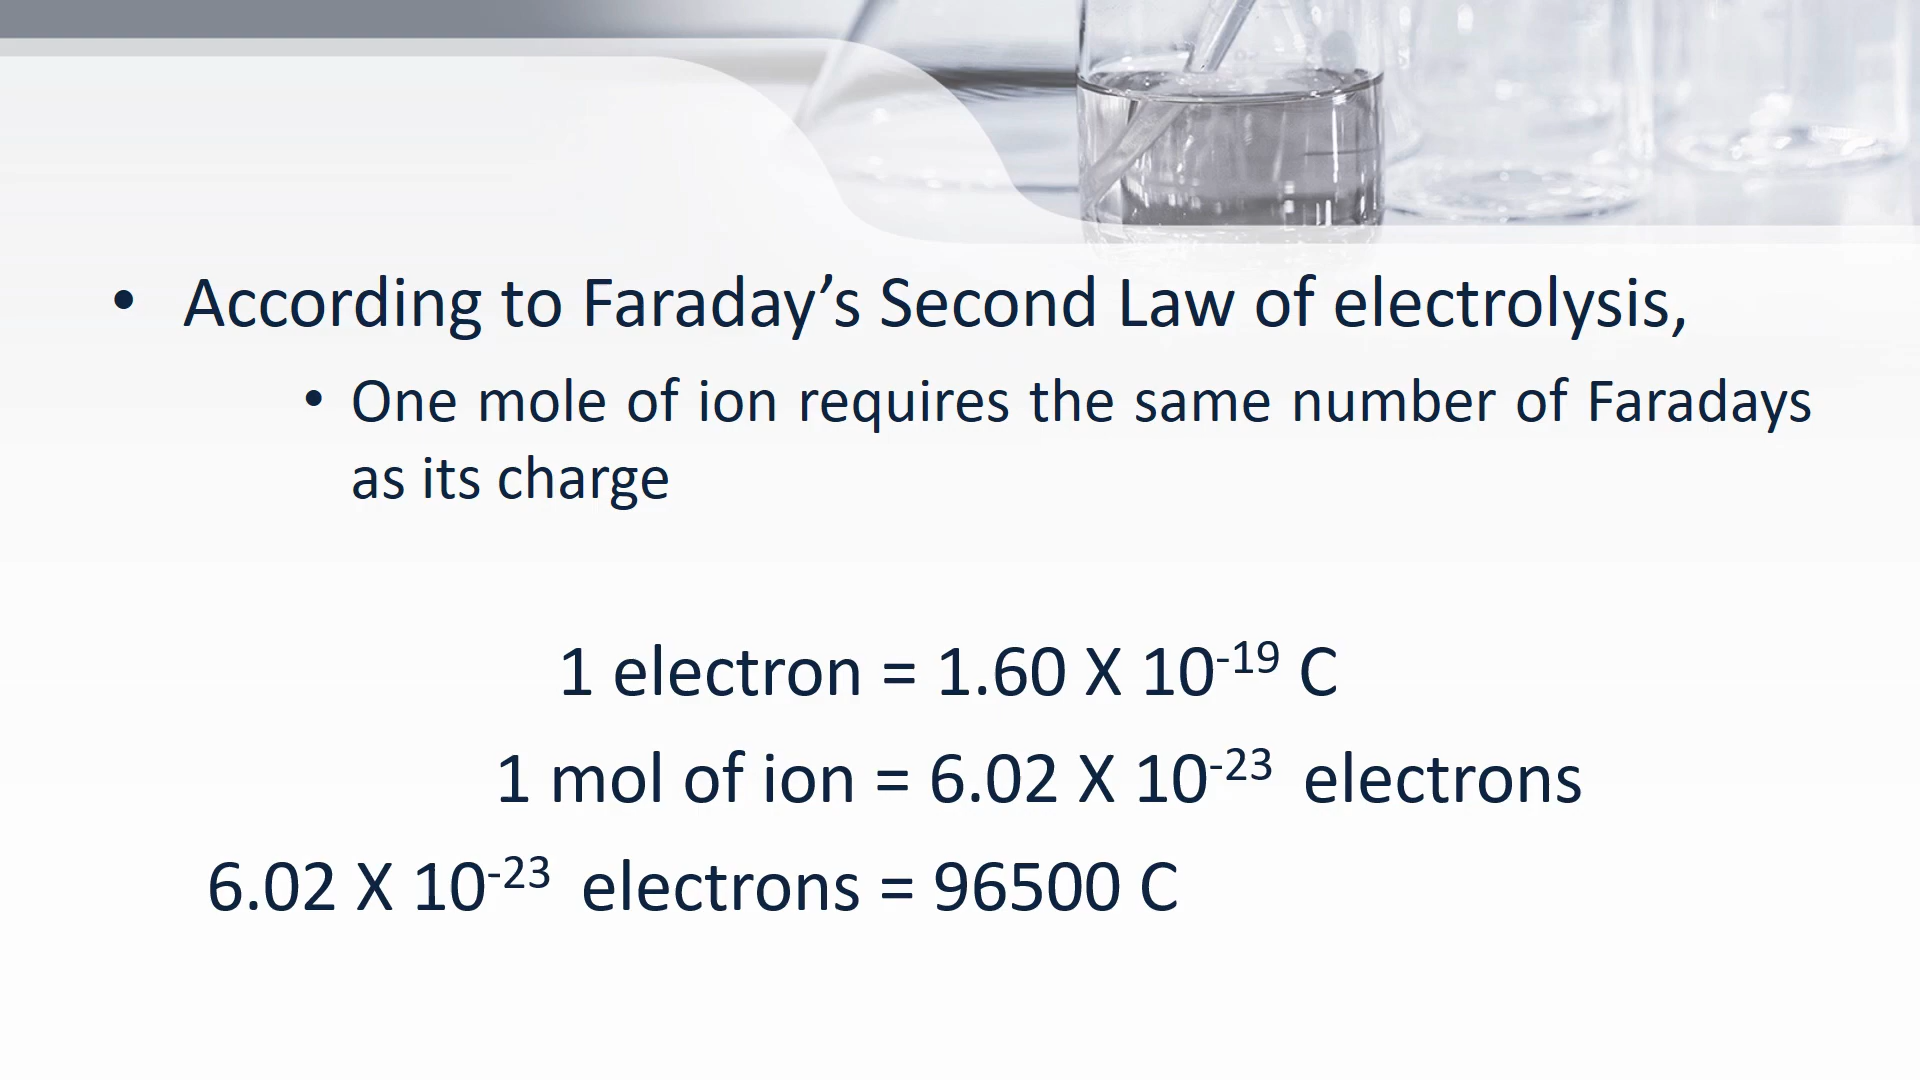 • According to Faraday’s Second Law of electrolysis,
• One mole of ion requires the same number of Faradays
as its charge
1 electron = 1.60 X 10⁻¹⁹ C
1 mol of ion = 6.02 X 10⁻²³ electrons
6.02 X 10⁻²³ electrons = 96500 C